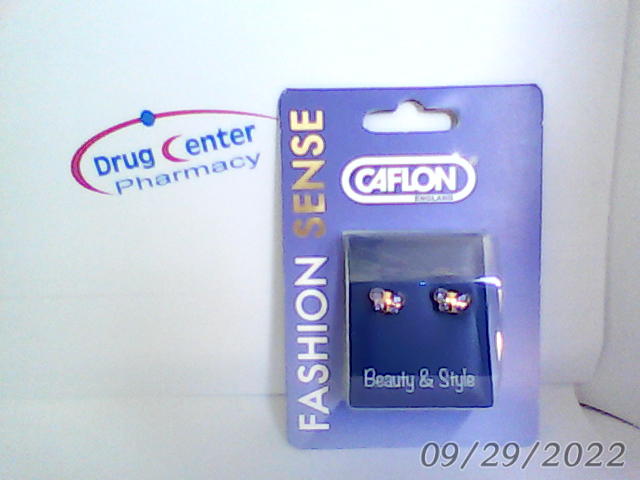 Drug Center
Pharmacy
FASHION SENSE
CAFLON
ENGLAND
Beauty & Style
09/29/2022